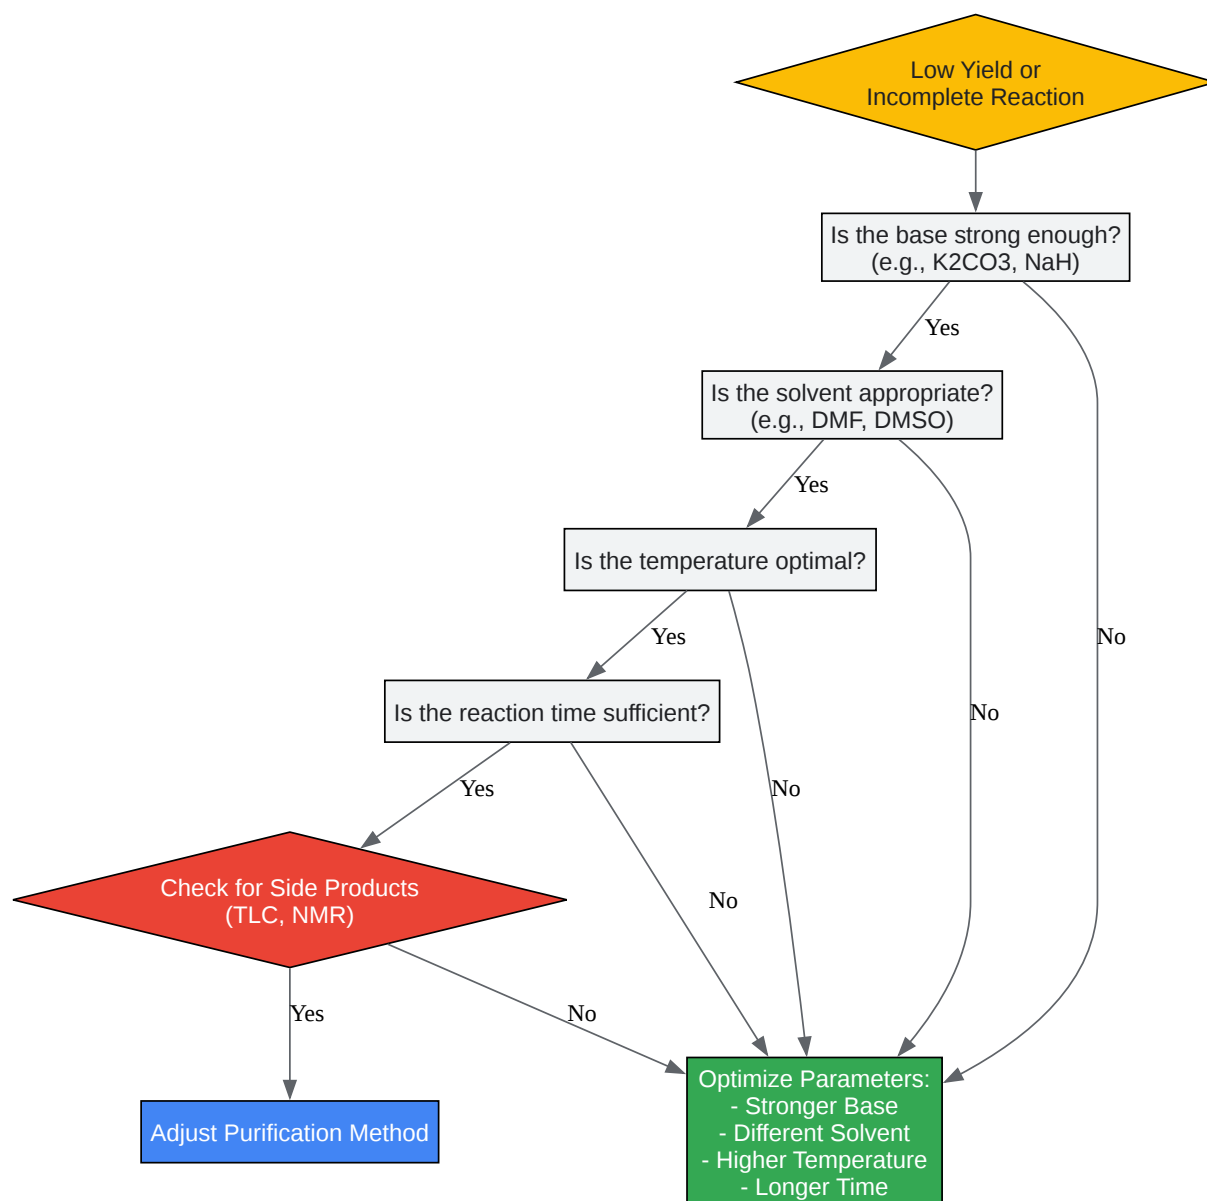 Low Yield or
Incomplete Reaction
Is the base strong enough?
(e.g., K2CO3, NaH)
Yes
Is the solvent appropriate?
(e.g., DMF, DMSO)
Yes
Is the temperature optimal?
Yes
No
Is the reaction time sufficient?
No
Yes
No
Check for Side Products
(TLC, NMR)
No
Yes
No
Optimize Parameters:
- Stronger Base
- Different Solvent
- Higher Temperature
- Longer Time
Adjust Purification Method